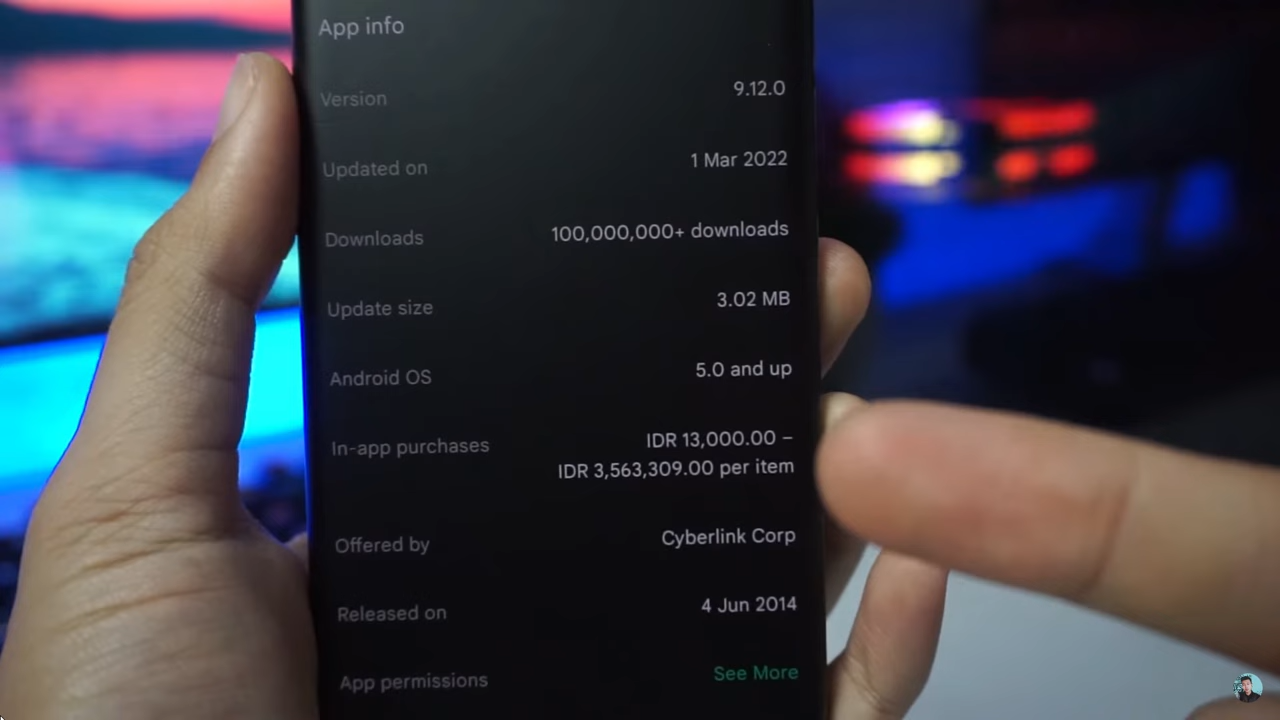 App info
Version 9.12.0
Updated on 1 Mar 2022
Downloads 100,000,000+ downloads
Update size 3.02 MB
Android OS 5.0 and up
In-app purchases IDR 13,000.00 –
IDR 3,563,309.00 per item
Offered by Cyberlink Corp
Released on 4 Jun 2014
App permissions See More